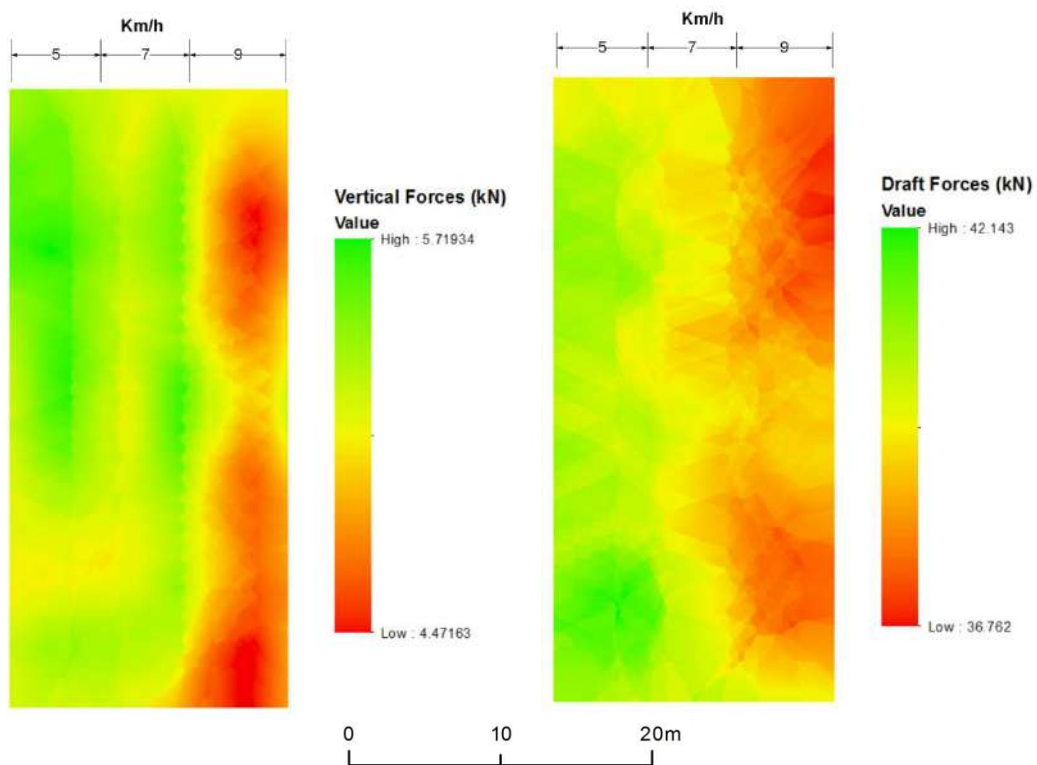 Km/h
5 7 9
Vertical Forces (kN)
Value
High : 5.71934
Low : 4.47163
Km/h
5 7 9
Draft Forces (kN)
Value
High : 42.143
Low : 36.762
0 10 20m